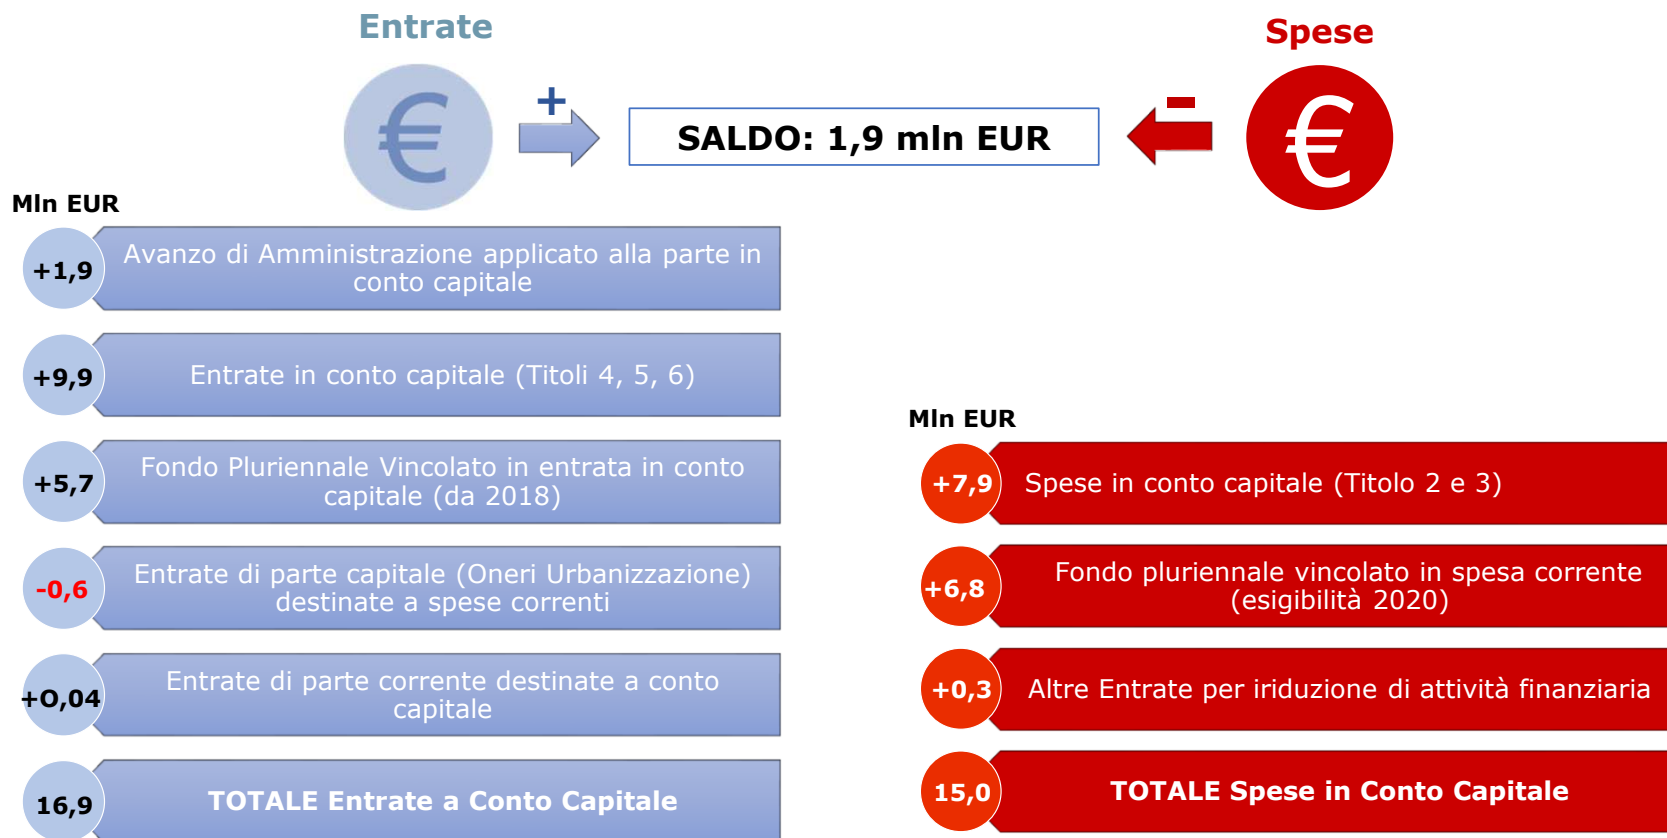 Entrate
Spese
€
+
SALDO: 1,9 mln EUR
-
€
Mln EUR
+1,9
Avanzo di Amministrazione applicato alla parte in
conto capitale
+9,9
Entrate in conto capitale (Titoli 4, 5, 6)
+5,7
Fondo Pluriennale Vincolato in entrata in conto
capitale (da 2018)
-0,6
Entrate di parte capitale (Oneri Urbanizzazione)
destinate a spese correnti
+O,04
Entrate di parte corrente destinate a conto
capitale
16,9
TOTALE Entrate a Conto Capitale
Mln EUR
+7,9
Spese in conto capitale (Titolo 2 e 3)
+6,8
Fondo pluriennale vincolato in spesa corrente
(esigibilità 2020)
+0,3
Altre Entrate per iriduzione di attività finanziaria
15,0
TOTALE Spese in Conto Capitale